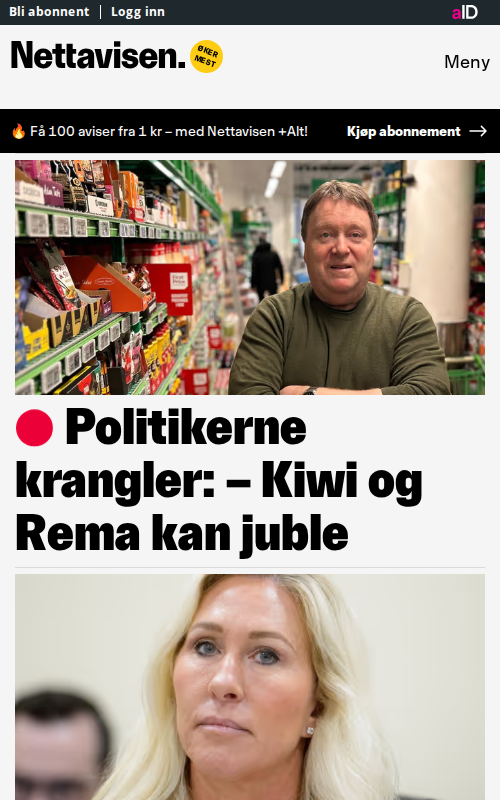 Bli abonnent | Logg inn
aID
Nettavisen.
ØKER
MEST
Meny
🔥 Få 100 aviser fra 1 kr – med Nettavisen +Alt!
Kjøp abonnement →
Politikerne
krangler: – Kiwi og
Rema kan juble